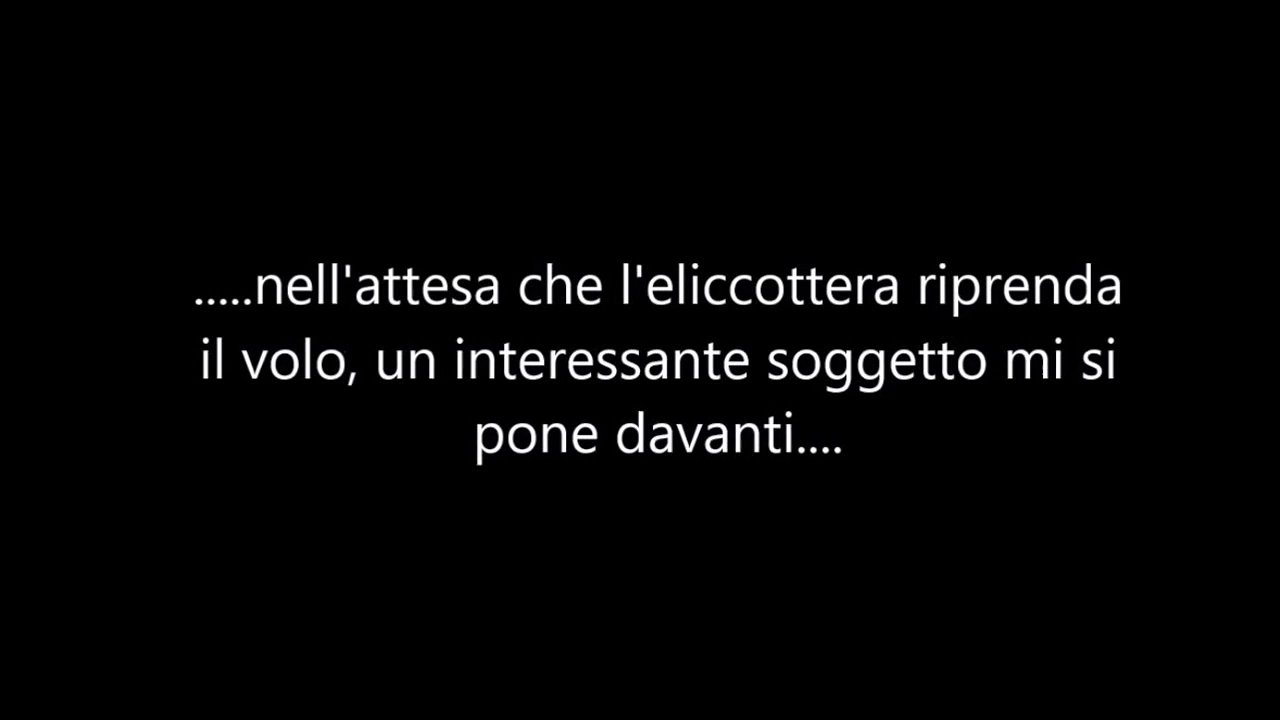 .....nell'attesa che l'eliccottera riprenda
il volo, un interessante soggetto mi si
pone davanti....